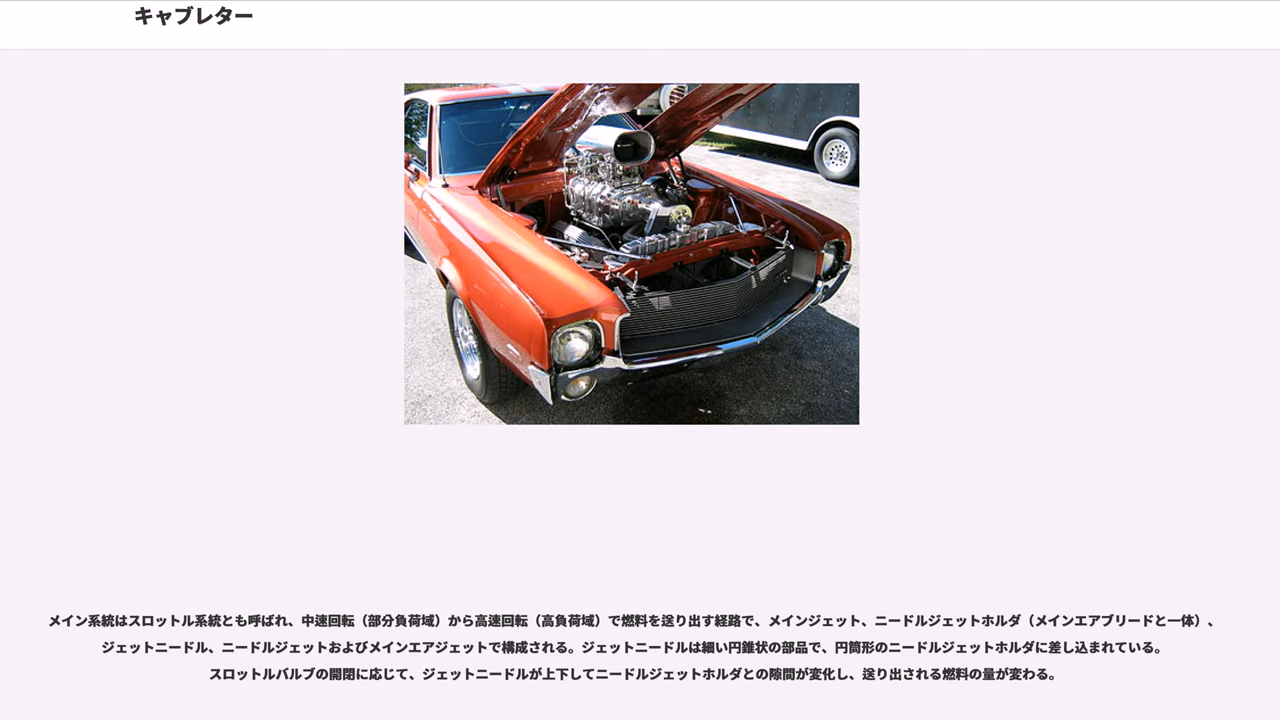 キャブレター
メイン系統はスロットル系統とも呼ばれ、中速回転（部分負荷域）から高速回転（高負荷域）で燃料を送り出す経路で、メインジェット、ニードルジェットホルダ（メインエアブリードと一体）、
ジェットニードル、ニードルジェットおよびメインエアジェットで構成される。ジェットニードルは細い円錐状の部品で、円筒形のニードルジェットホルダに差し込まれている。
スロットルバルブの開閉に応じて、ジェットニードルが上下してニードルジェットホルダとの隙間が変化し、送り出される燃料の量が変わる。